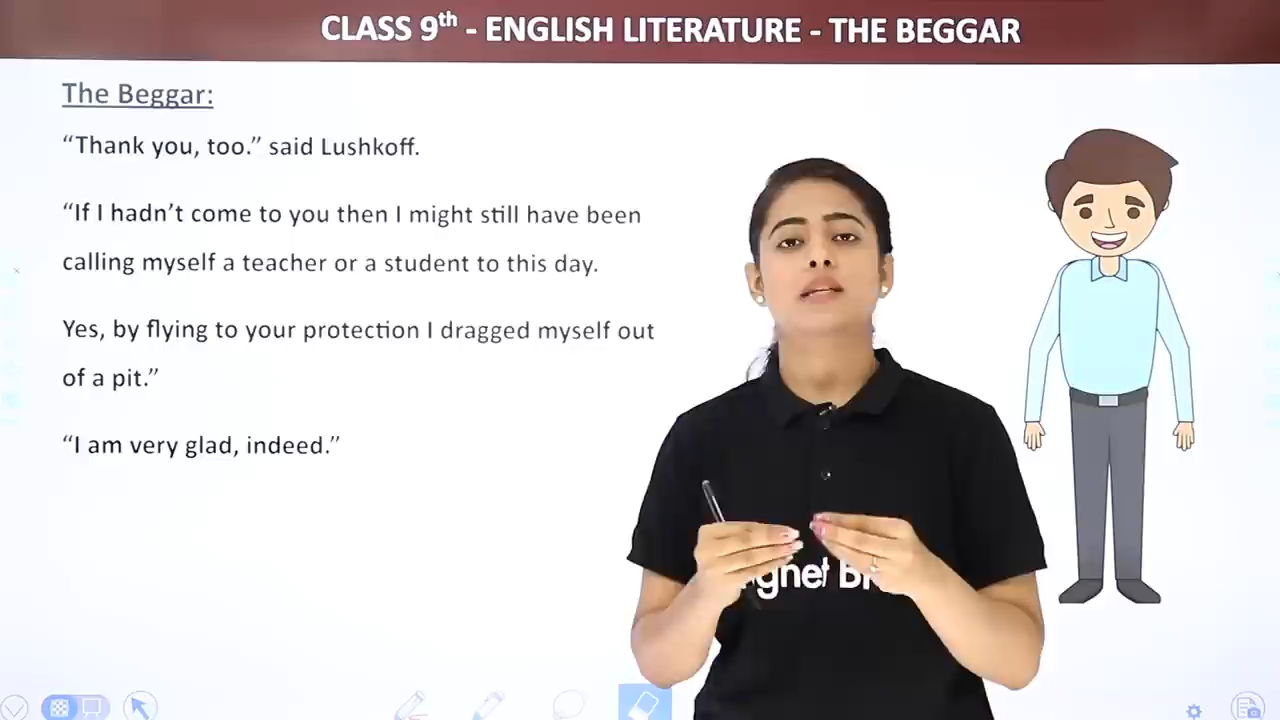 CLASS 9th - ENGLISH LITERATURE - THE BEGGAR
The Beggar:
“Thank you, too.” said Lushkoff.
“If I hadn’t come to you then I might still have been
calling myself a teacher or a student to this day.
Yes, by flying to your protection I dragged myself out
of a pit.”
“I am very glad, indeed.”